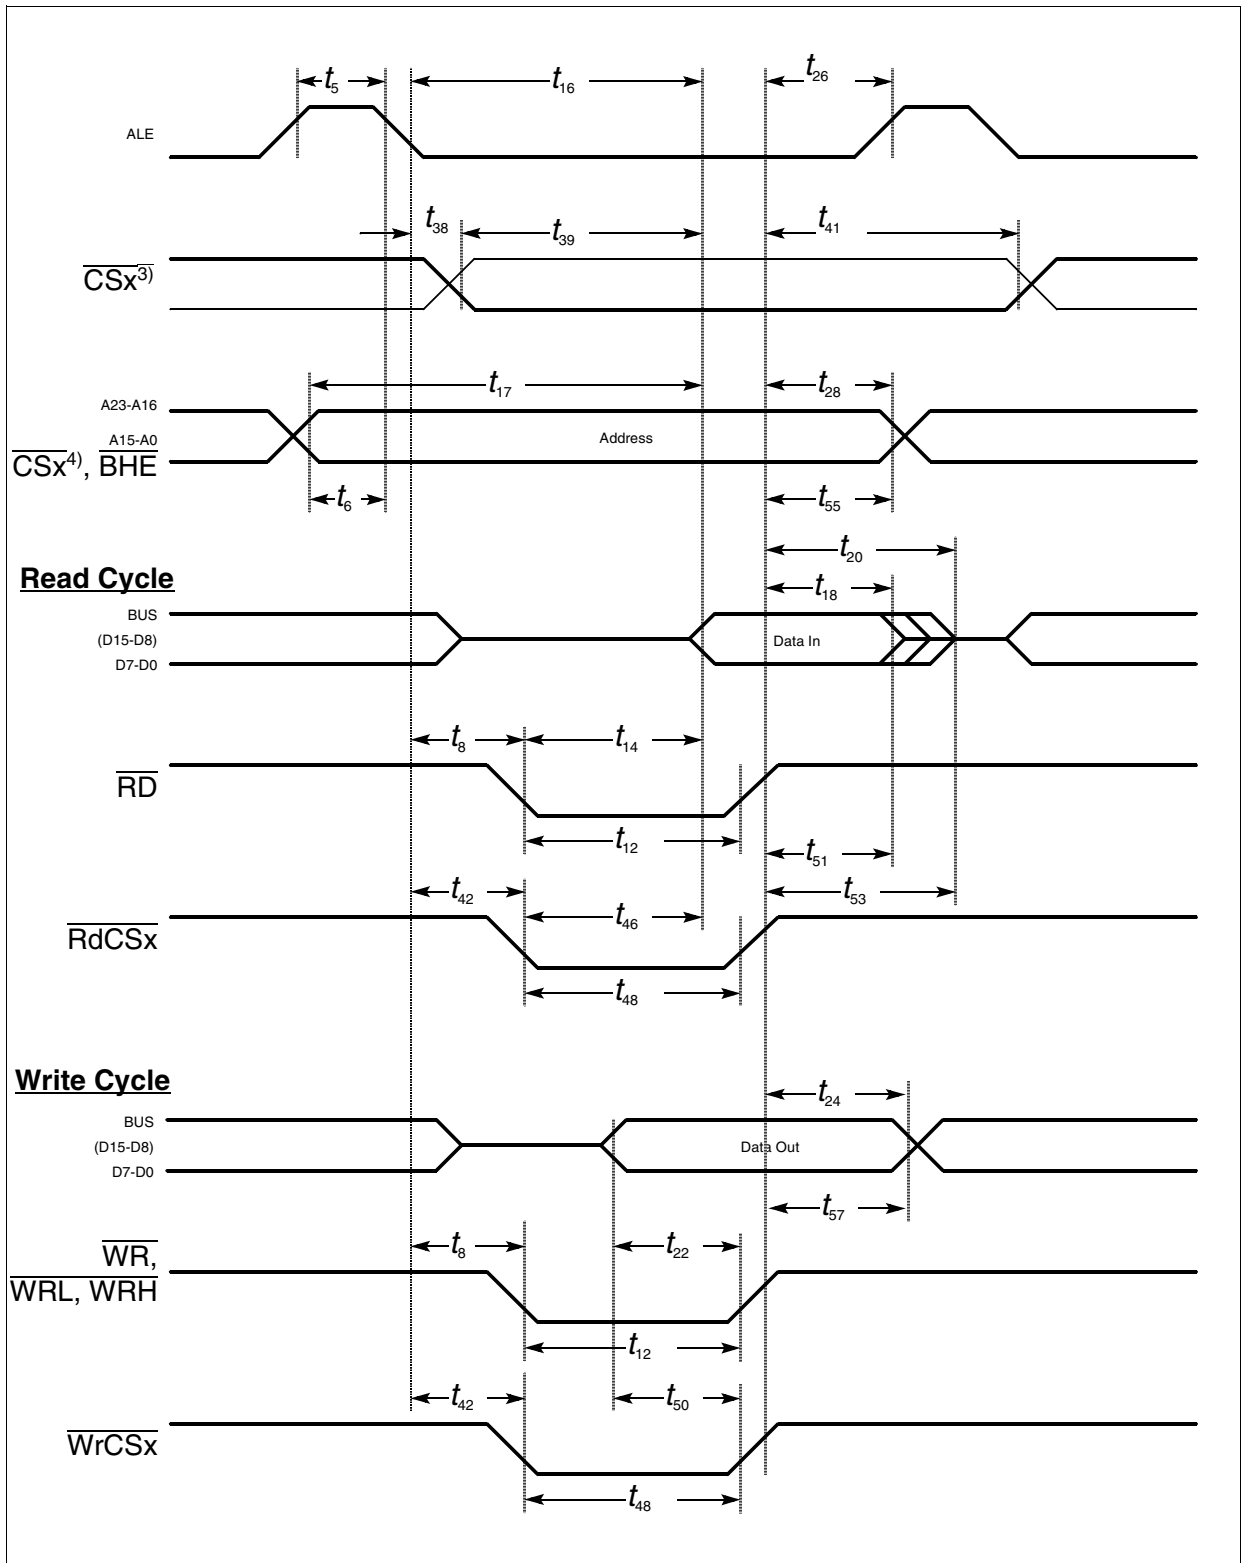 t5 t16 t26
ALE
t38 t39 t41
CSx3)
t17 t28
A23-A16
A15-A0 Address
CSx4), BHE
t6 t55
t20
Read Cycle
t18
BUS
(D15-D8) Data In
D7-D0
t8 t14
RD
t12
t51
t42 t53
t46
RdCSx
t48
Write Cycle
t24
BUS
(D15-D8) Data Out
D7-D0
t57
WR, t8 t22
WRL, WRH
t12
t42 t50
WrCSx
t48